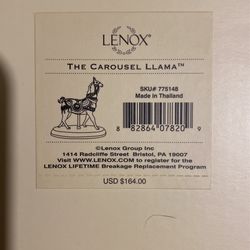 LENOX®
THE CAROUSEL LLAMA™
SKU# 775148
Made in Thailand
8 82864 07820 9
©Lenox Group Inc
1414 Radcliffe Street Bristol, PA 19007
Visit WWW.LENOX.com to register for the
LENOX LIFETIME Breakage Replacement Program
USD $164.00